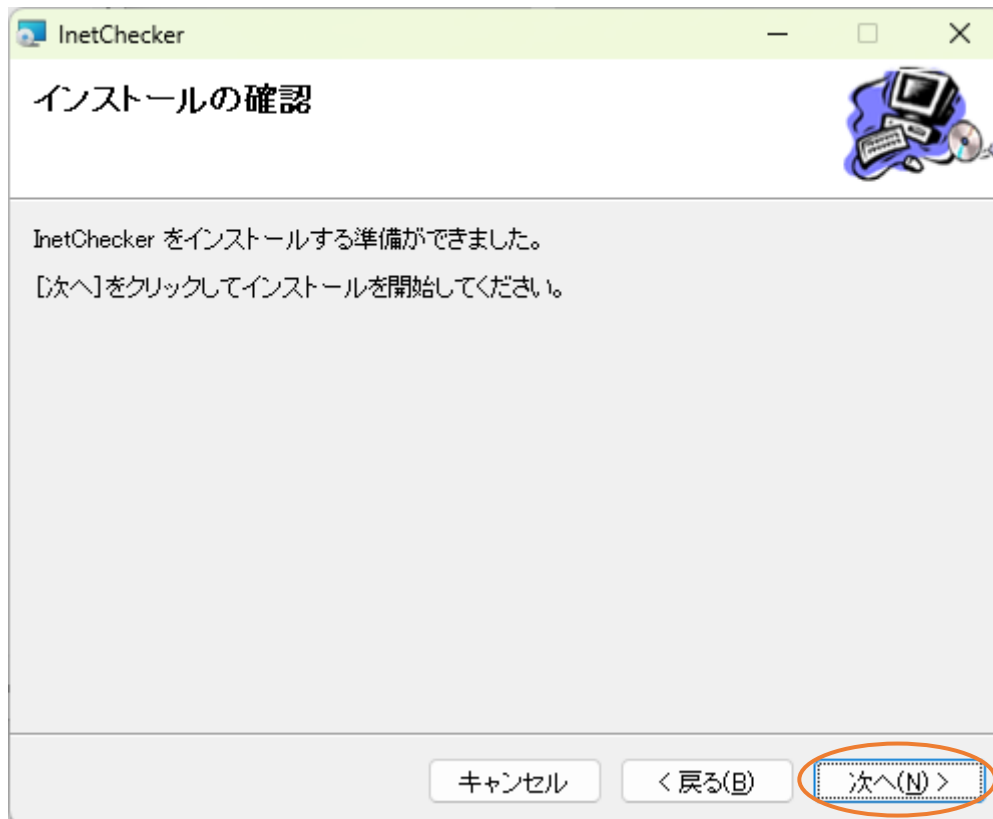 InetChecker
インストールの確認
InetChecker をインストールする準備ができました。
[次へ]をクリックしてインストールを開始してください。
キャンセル
< 戻る(B)
次へ(N) >